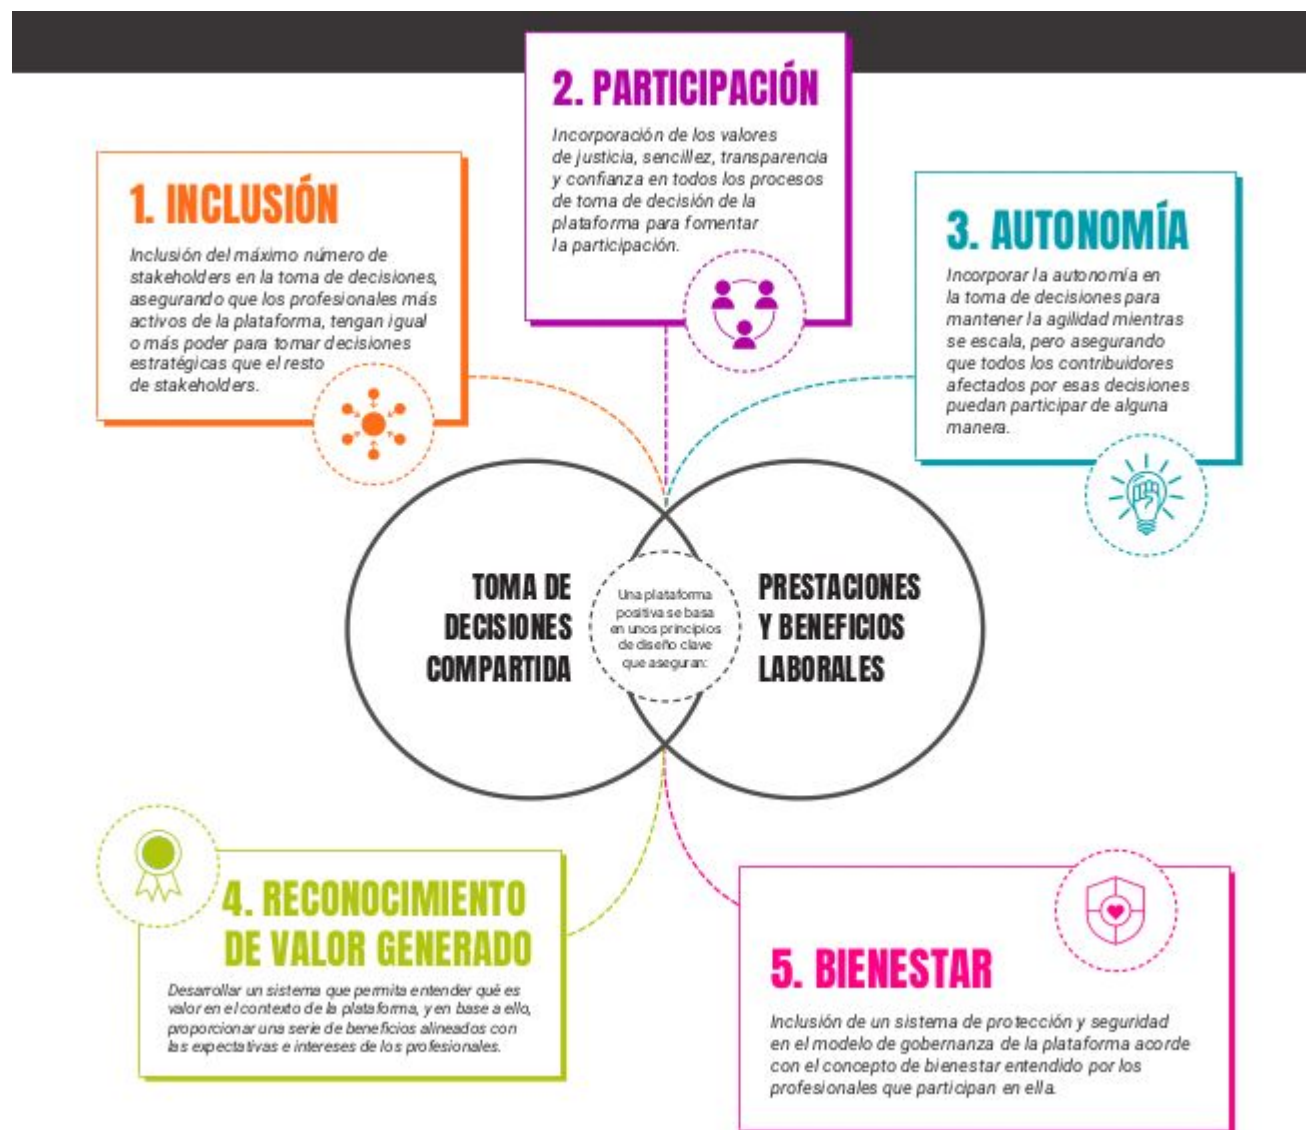 2. PARTICIPACIÓN
Incorporación de los valores
de justicia, sencillez, transparencia
y confianza en todos los procesos
de toma de decisión de la
plataforma para fomentar
la participación.
1. INCLUSIÓN
Inclusión del máximo número de
stakeholders en la toma de decisiones,
asegurando que los profesionales más
activos de la plataforma, tengan igual
o más poder para tomar decisiones
estratégicas que el resto
de stakeholders.
3. AUTONOMÍA
Incorporar la autonomía en
la toma de decisiones para
mantener la agilidad mientras
se escala, pero asegurando
que todos los contribuidores
afectados por esas decisiones
puedan participar de alguna
manera.
TOMA DE
DECISIONES
COMPARTIDA
Una plataforma
positiva se basa
en unos principios
de diseño clave
que aseguran:
PRESTACIONES
Y BENEFICIOS
LABORALES
4. RECONOCIMIENTO
DE VALOR GENERADO
Desarrollar un sistema que permita entender qué es
valor en el contexto de la plataforma, y en base a ello,
proporcionar una serie de beneficios alineados con
las expectativas e intereses de los profesionales.
5. BIENESTAR
Inclusión de un sistema de protección y seguridad
en el modelo de gobernanza de la plataforma acorde
con el concepto de bienestar entendido por los
profesionales que participan en ella.